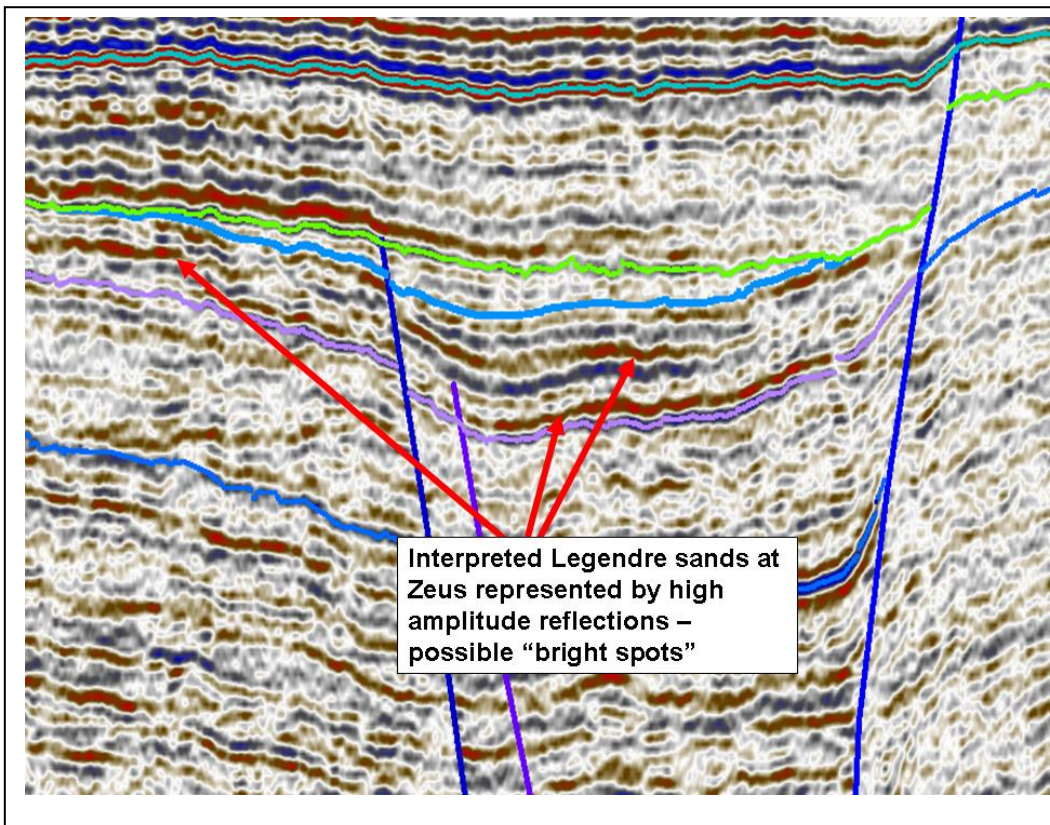 Interpreted Legendre sands at
Zeus represented by high
amplitude reflections –
possible “bright spots”